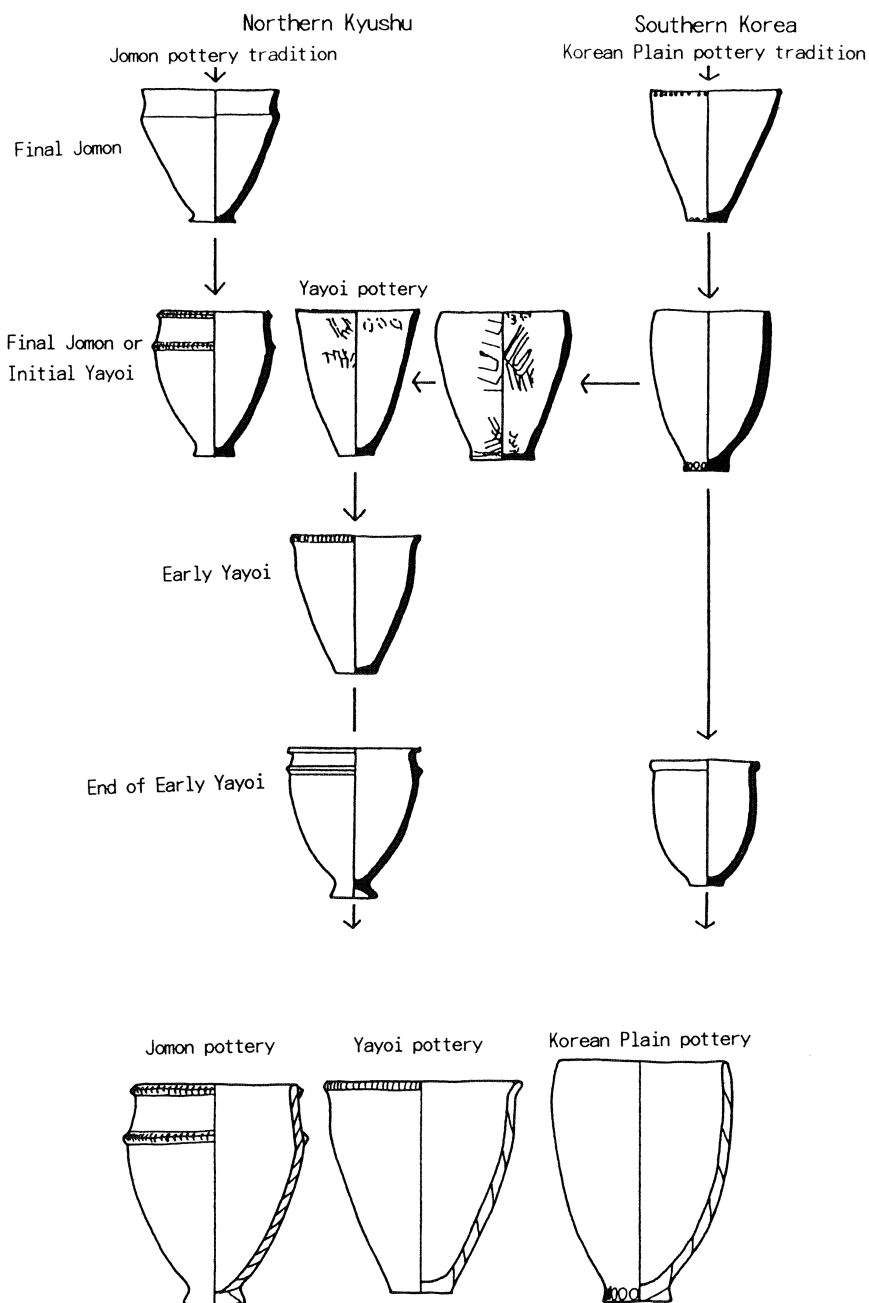 Northern Kyushu
Southern Korea
Jomon pottery tradition
Korean Plain pottery tradition
Final Jomon
Yayoi pottery
Final Jomon or
Initial Yayoi
Early Yayoi
End of Early Yayoi
Jomon pottery
Yayoi pottery
Korean Plain pottery